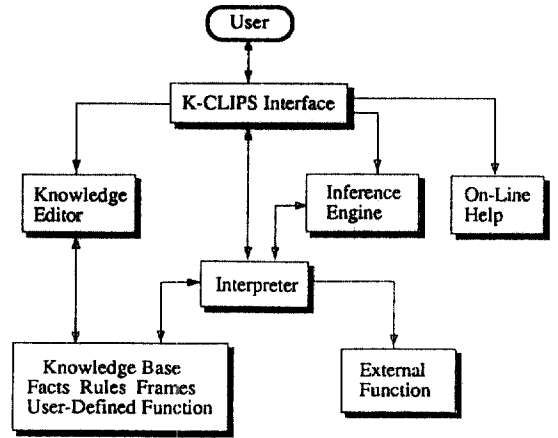 User
K-CLIPS Interface
Knowledge
Editor
Inference
Engine
On-Line
Help
Interpreter
Knowledge Base
Facts Rules Frames
User-Defined Function
External
Function